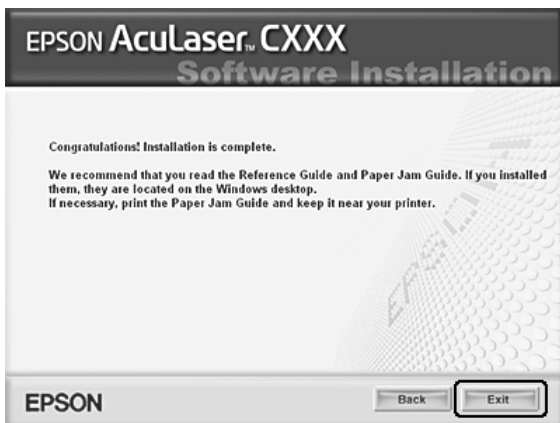 EPSON AcuLaser™ CXXX
Software Installation
Congratulations! Installation is complete.
We recommend that you read the Reference Guide and Paper Jam Guide. If you installed
them, they are located on the Windows desktop.
If necessary, print the Paper Jam Guide and keep it near your printer.
EPSON
EPSON
Back
Exit